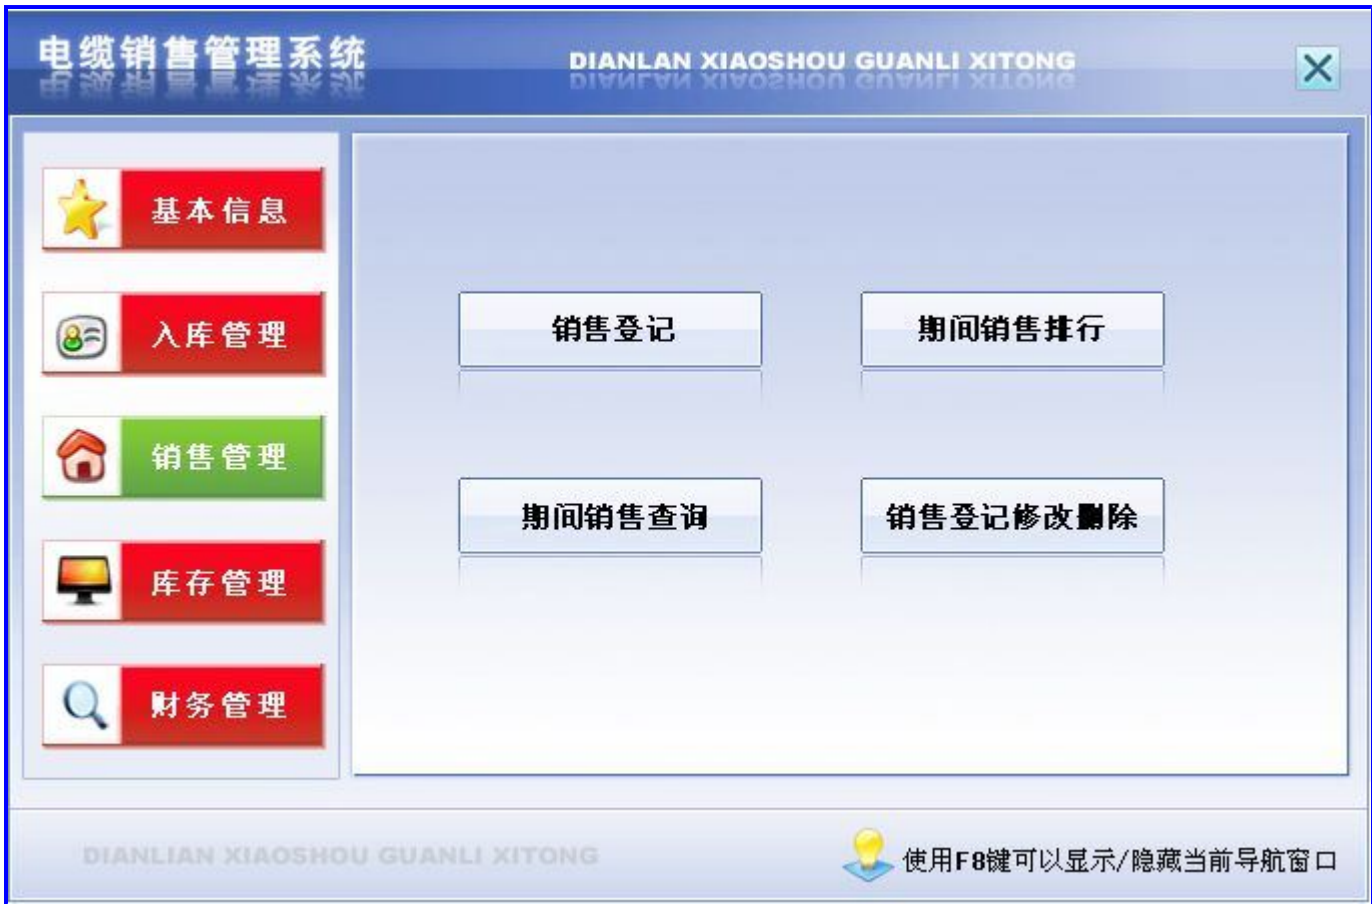 电缆销售管理系统
DIANLAN XIAOSHOU GUANLI XITONG
基本信息
入库管理
销售管理
库存管理
财务管理
销售登记
期间销售排行
期间销售查询
销售登记修改删除
DIANLIAN XIAOSHOU GUANLI XITONG
使用F8键可以显示/隐藏当前导航窗口